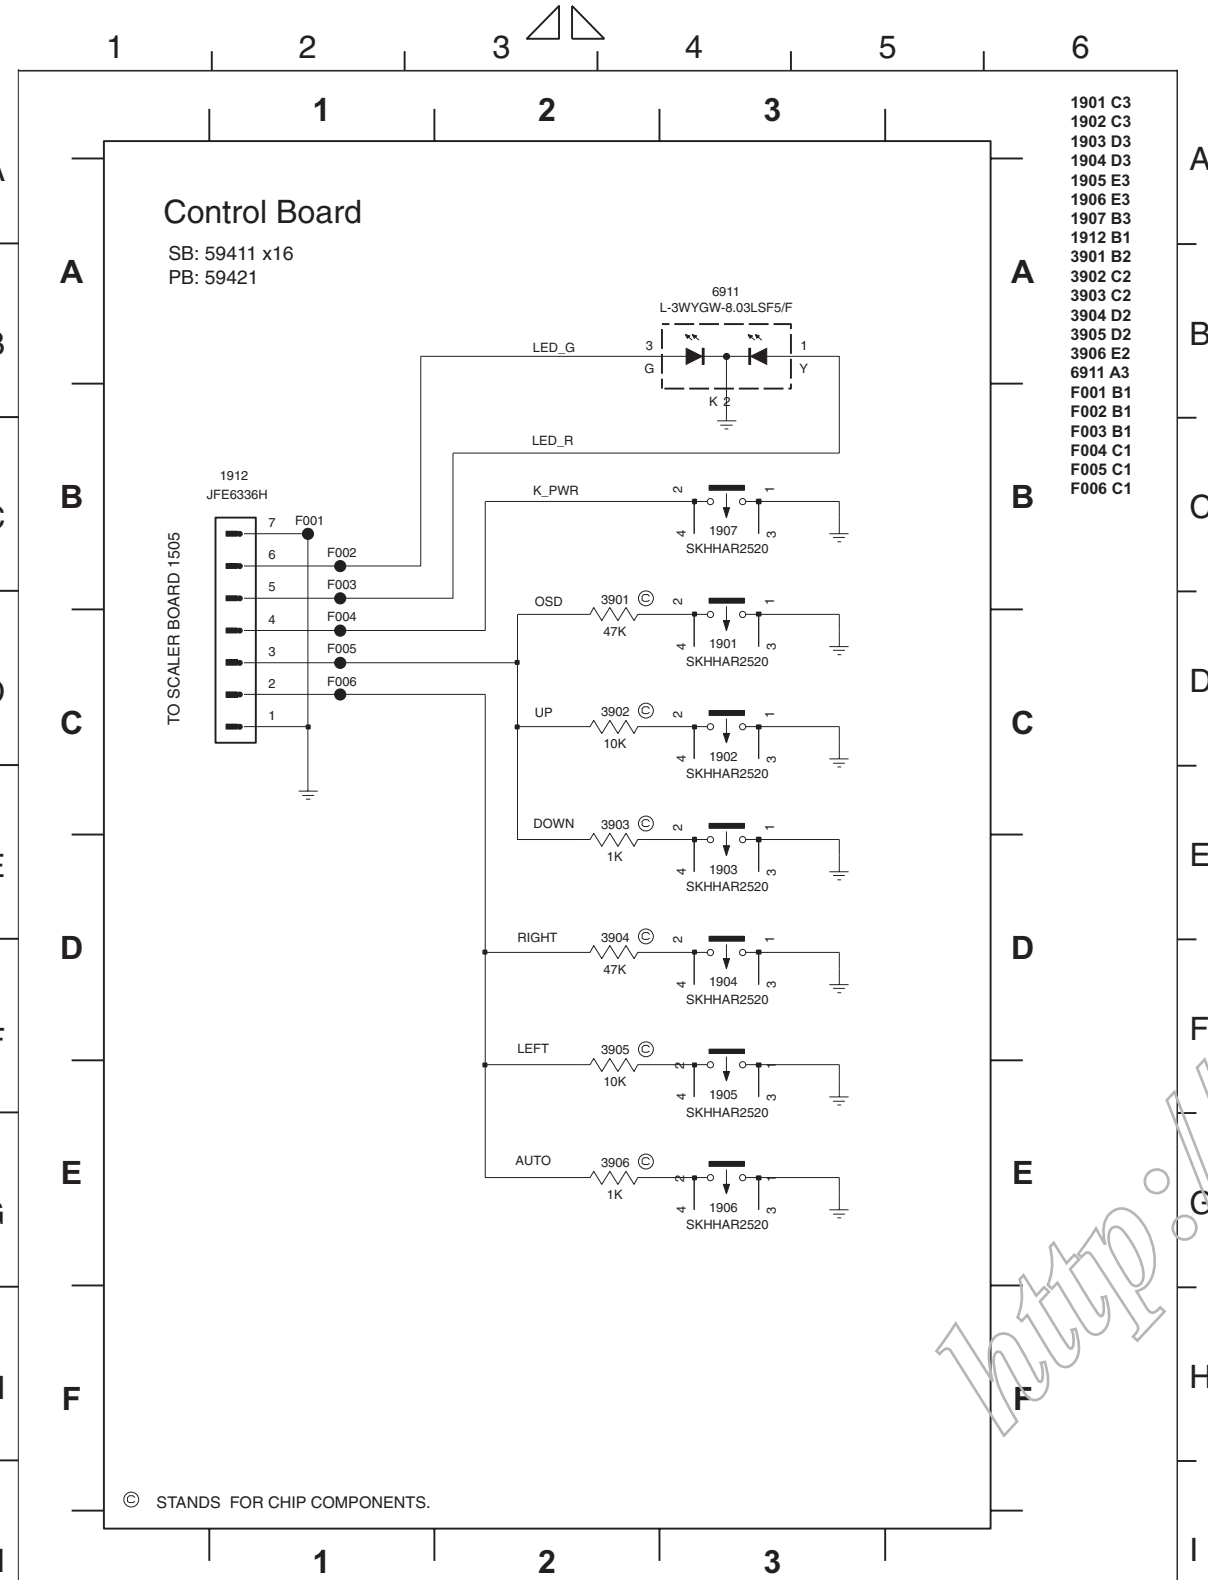 1 2 3 4 5 6
1 2 3
1901 C3
1902 C3
1903 D3
1904 D3
1905 E3
1906 E3
1907 B3
1912 B1
3901 B2
3902 C2
3903 C2
3904 D2
3905 D2
3906 E2
6911 A3
F001 B1
F002 B1
F003 B1
F004 C1
F005 C1
F006 C1
A
Control Board
SB: 59411 x16
PB: 59421
A A
6911
L-3WYGW-8.03LSF5/F
B
LED_G 3 1
G Y
K 2
LED_R
1912
JFE6336H
B B
K_PWR 2 1
C
7 F001
4 1907 3
SKHHAR2520
6 F002
5 F003
TO SCALER BOARD 1505
OSD 3901 © 2 1
4 F004
47K
4 1901 3
SKHHAR2520
3 F005
2 F006
D
1
C C
UP 3902 © 2 1
10K
4 1902 3
SKHHAR2520
DOWN 3903 © 2 1
1K
E
4 1903 3
SKHHAR2520
D D
RIGHT 3904 © 2 1
47K
4 1904 3
SKHHAR2520
F
LEFT 3905 © 2 1
10K
4 1905 3
SKHHAR2520
E E
AUTO 3906 © 2 1
1K
4 1906 3
SKHHAR2520
G
http://
H
F F
© STANDS FOR CHIP COMPONENTS.
I
1 2 3